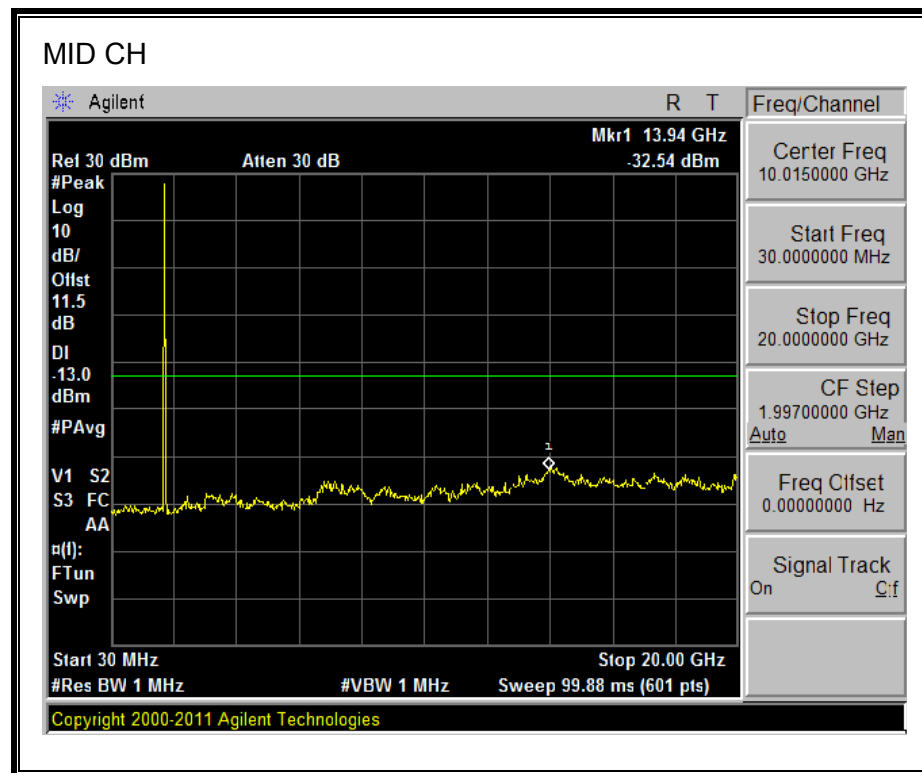 MID CH
Agilent R T
Freq/Channel
Mkr1 13.94 GHz
Ref 30 dBm Atten 30 dB -32.54 dBm
#Peak
Log
10
dB/
Offst
11.5
dB
DI
-13.0
dBm
#PAvg
V1 S2
S3 FC
AA
¤(f):
FTun
Swp
1
Start 30 MHz Stop 20.00 GHz
#Res BW 1 MHz #VBW 1 MHz Sweep 99.88 ms (601 pts)
Copyright 2000-2011 Agilent Technologies
Center Freq
10.0150000 GHz
Start Freq
30.0000000 MHz
Stop Freq
20.0000000 GHz
CF Step
1.99700000 GHz
Auto Man
Freq Offset
0.00000000 Hz
Signal Track
On Off